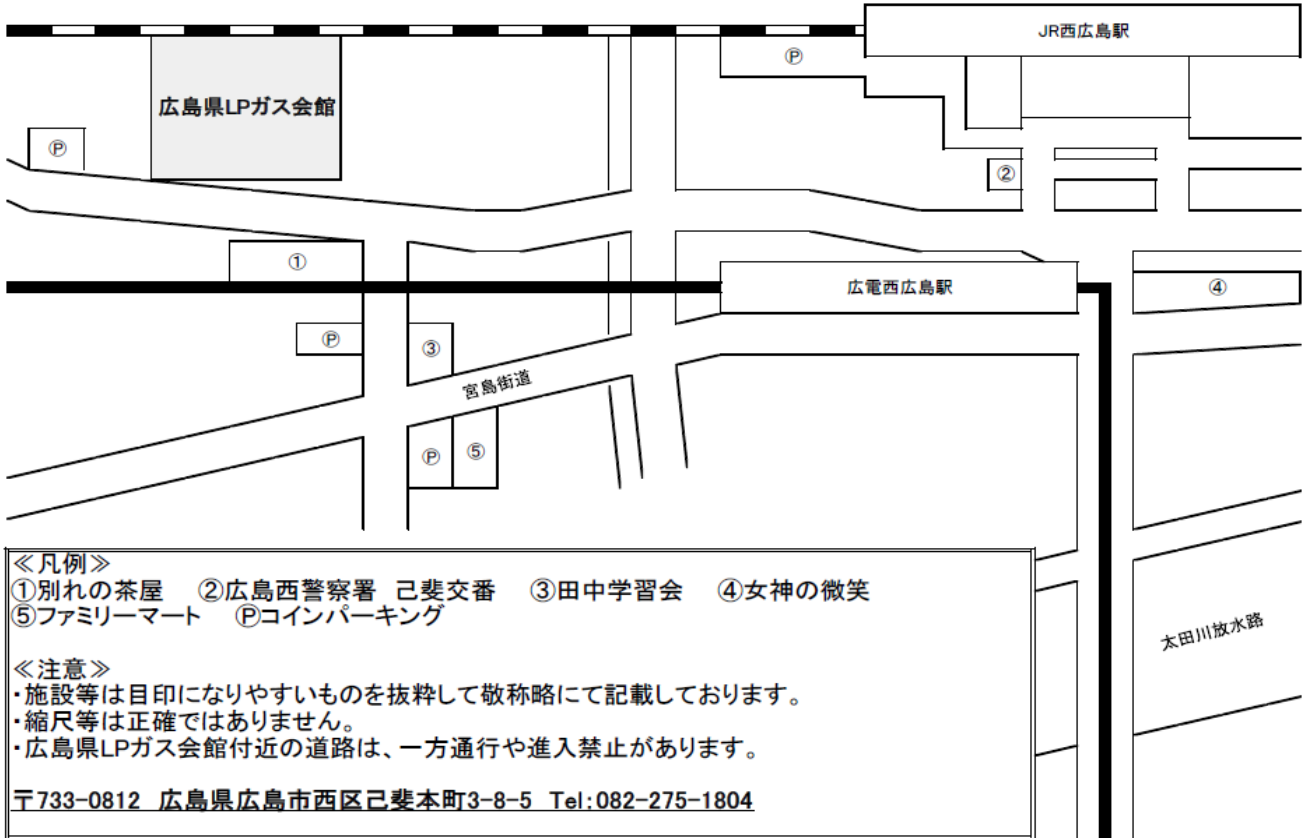 JR西広島駅
Ⓟ
広島県LPガス会館
Ⓟ
②
①
広電西広島駅
④
Ⓟ
③
宮島街道
Ⓟ
⑤
太田川放水路
≪凡例≫
①別れの茶屋 ②広島西警察署 己斐交番 ③田中学習会 ④女神の微笑
⑤ファミリーマート Ⓟコインパーキング
≪注意≫
・施設等は目印になりやすいものを抜粋して敬称略にて記載しております。
・縮尺等は正確ではありません。
・広島県LPガス会館付近の道路は、一方通行や進入禁止があります。
〒733-0812 広島県広島市西区己斐本町3-8-5 Tel:082-275-1804